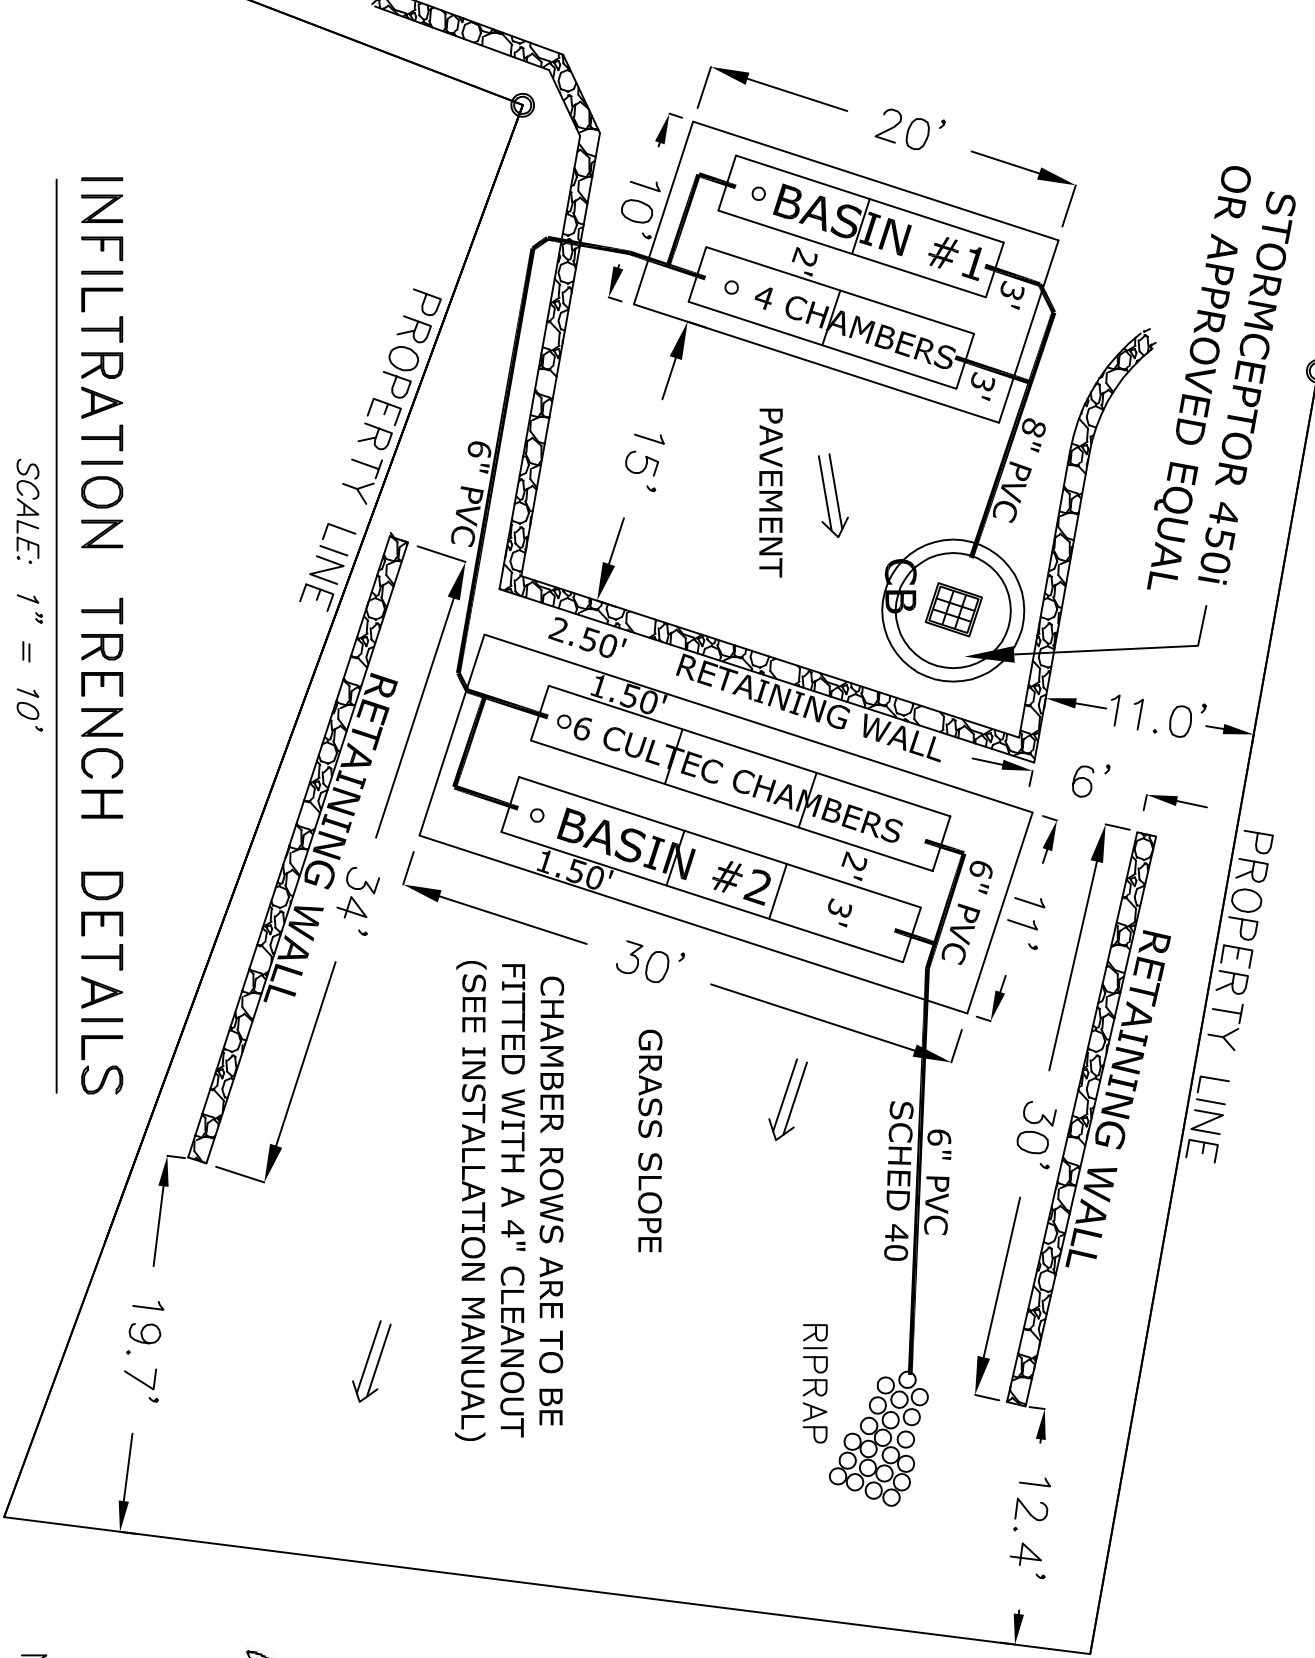 STORMCEPTOR 450i
OR APPROVED EQUAL
20'
10'
BASIN #1
2'
3'
4 CHAMBERS
3'
15'
PAVEMENT
8" PVC
CB
11.0'
6'
PROPERTY LINE
6" PVC
2.50'
RETAINING WALL
1.50'
6 CULTEC CHAMBERS
2'
BASIN #2
3'
1.50'
6" PVC
11'
30'
RETAINING WALL
34'
RETAINING WALL
30'
PROPERTY LINE
GRASS SLOPE
6" PVC
SCHED 40
CHAMBER ROWS ARE TO BE
FITTED WITH A 4" CLEANOUT
(SEE INSTALLATION MANUAL)
RIPRAP
19.7'
12.4'
INFILTRATION TRENCH DETAILS
SCALE: 1" = 10'